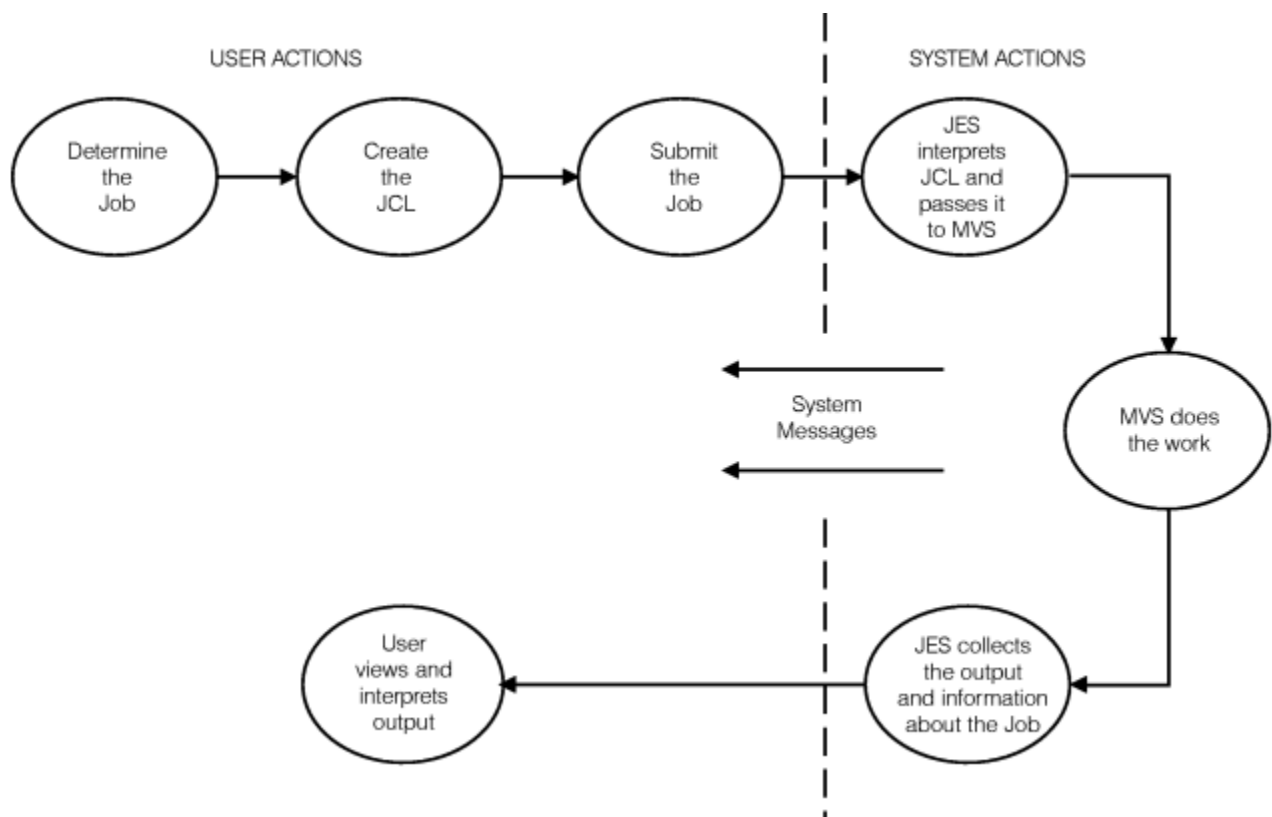 USER ACTIONS
SYSTEM ACTIONS
Determine
the
Job
Create
the
JCL
Submit
the
Job
JES
interprets
JCL and
passes it
to MVS
System
Messages
MVS does
the work
User
views and
interprets
output
JES collects
the output
and information
about the Job